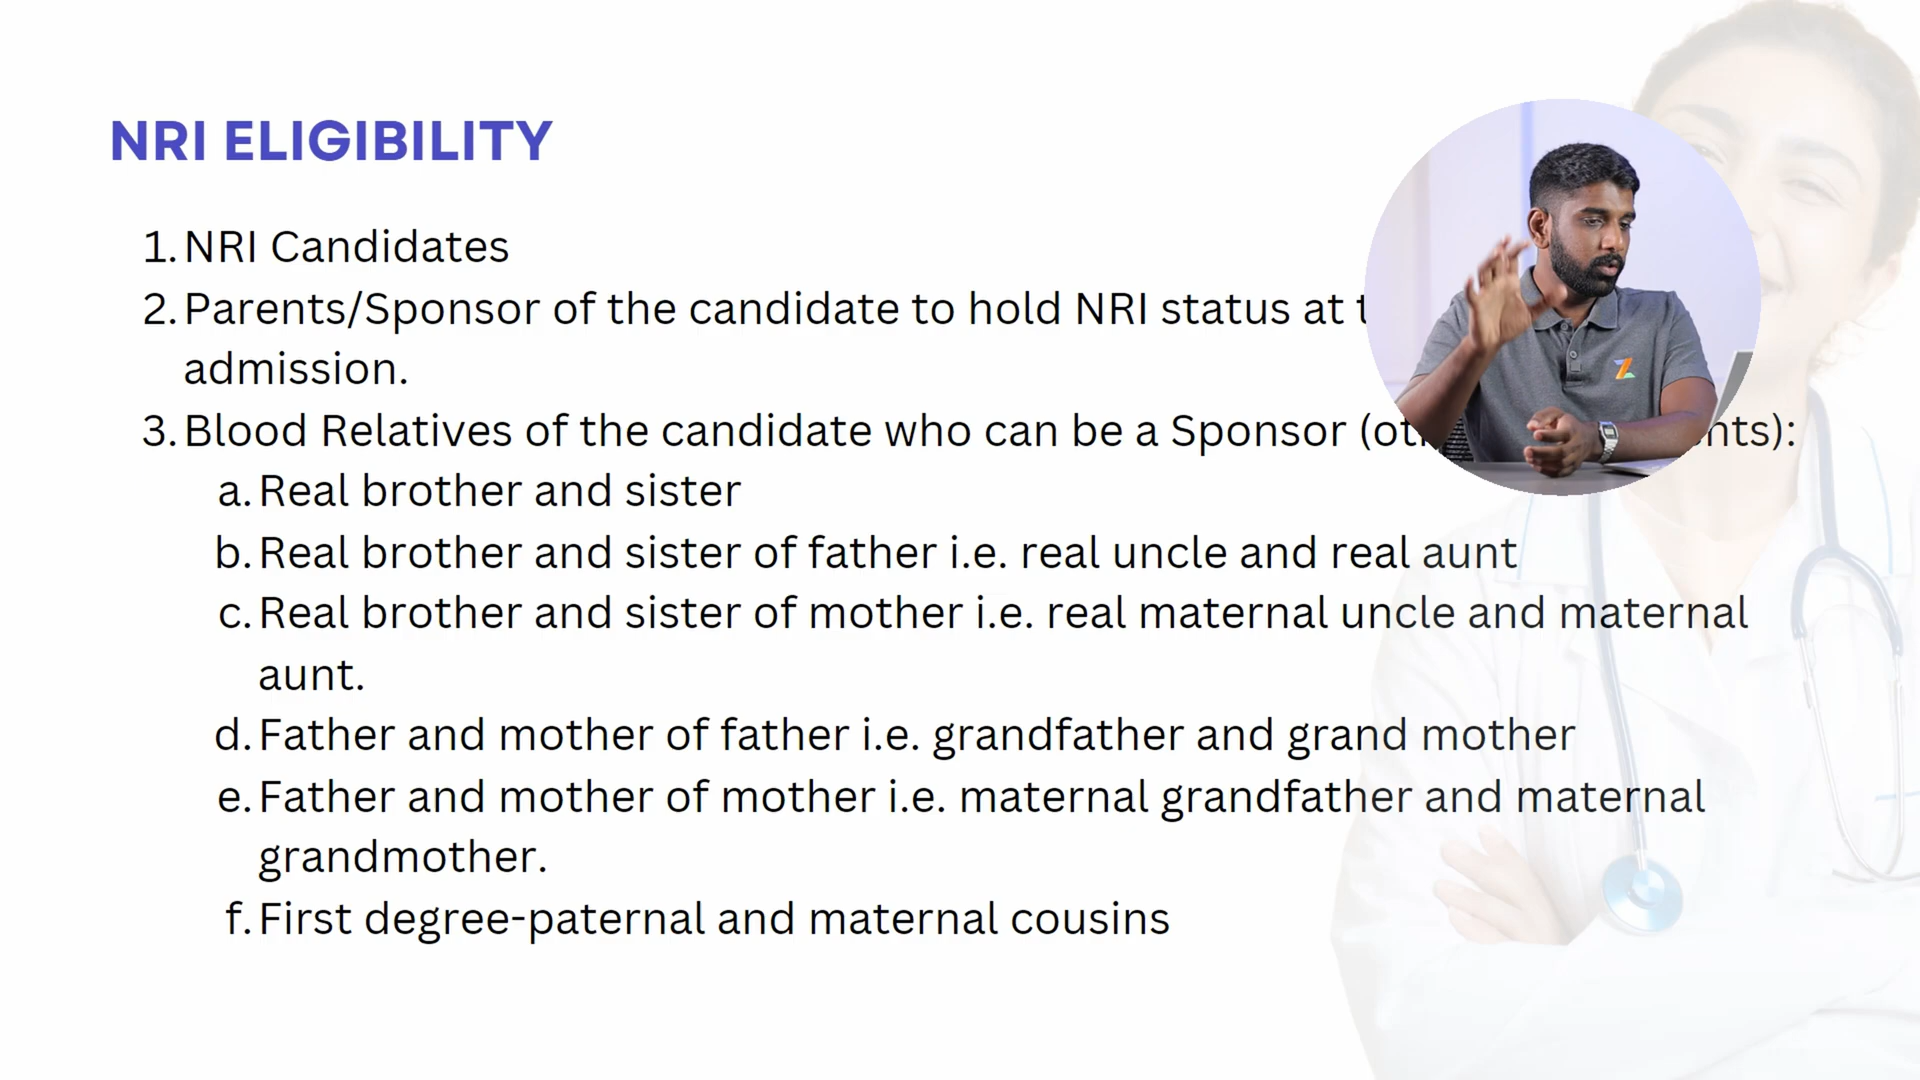 NRI ELIGIBILITY
1. NRI Candidates
2. Parents/Sponsor of the candidate to hold NRI status at
admission.
3. Blood Relatives of the candidate who can be a Sponsor
a. Real brother and sister
b. Real brother and sister of father i.e. real uncle and real aunt
c. Real brother and sister of mother i.e. real maternal uncle and maternal
aunt.
d. Father and mother of father i.e. grandfather and grand mother
e. Father and mother of mother i.e. maternal grandfather and maternal
grandmother.
f. First degree-paternal and maternal cousins